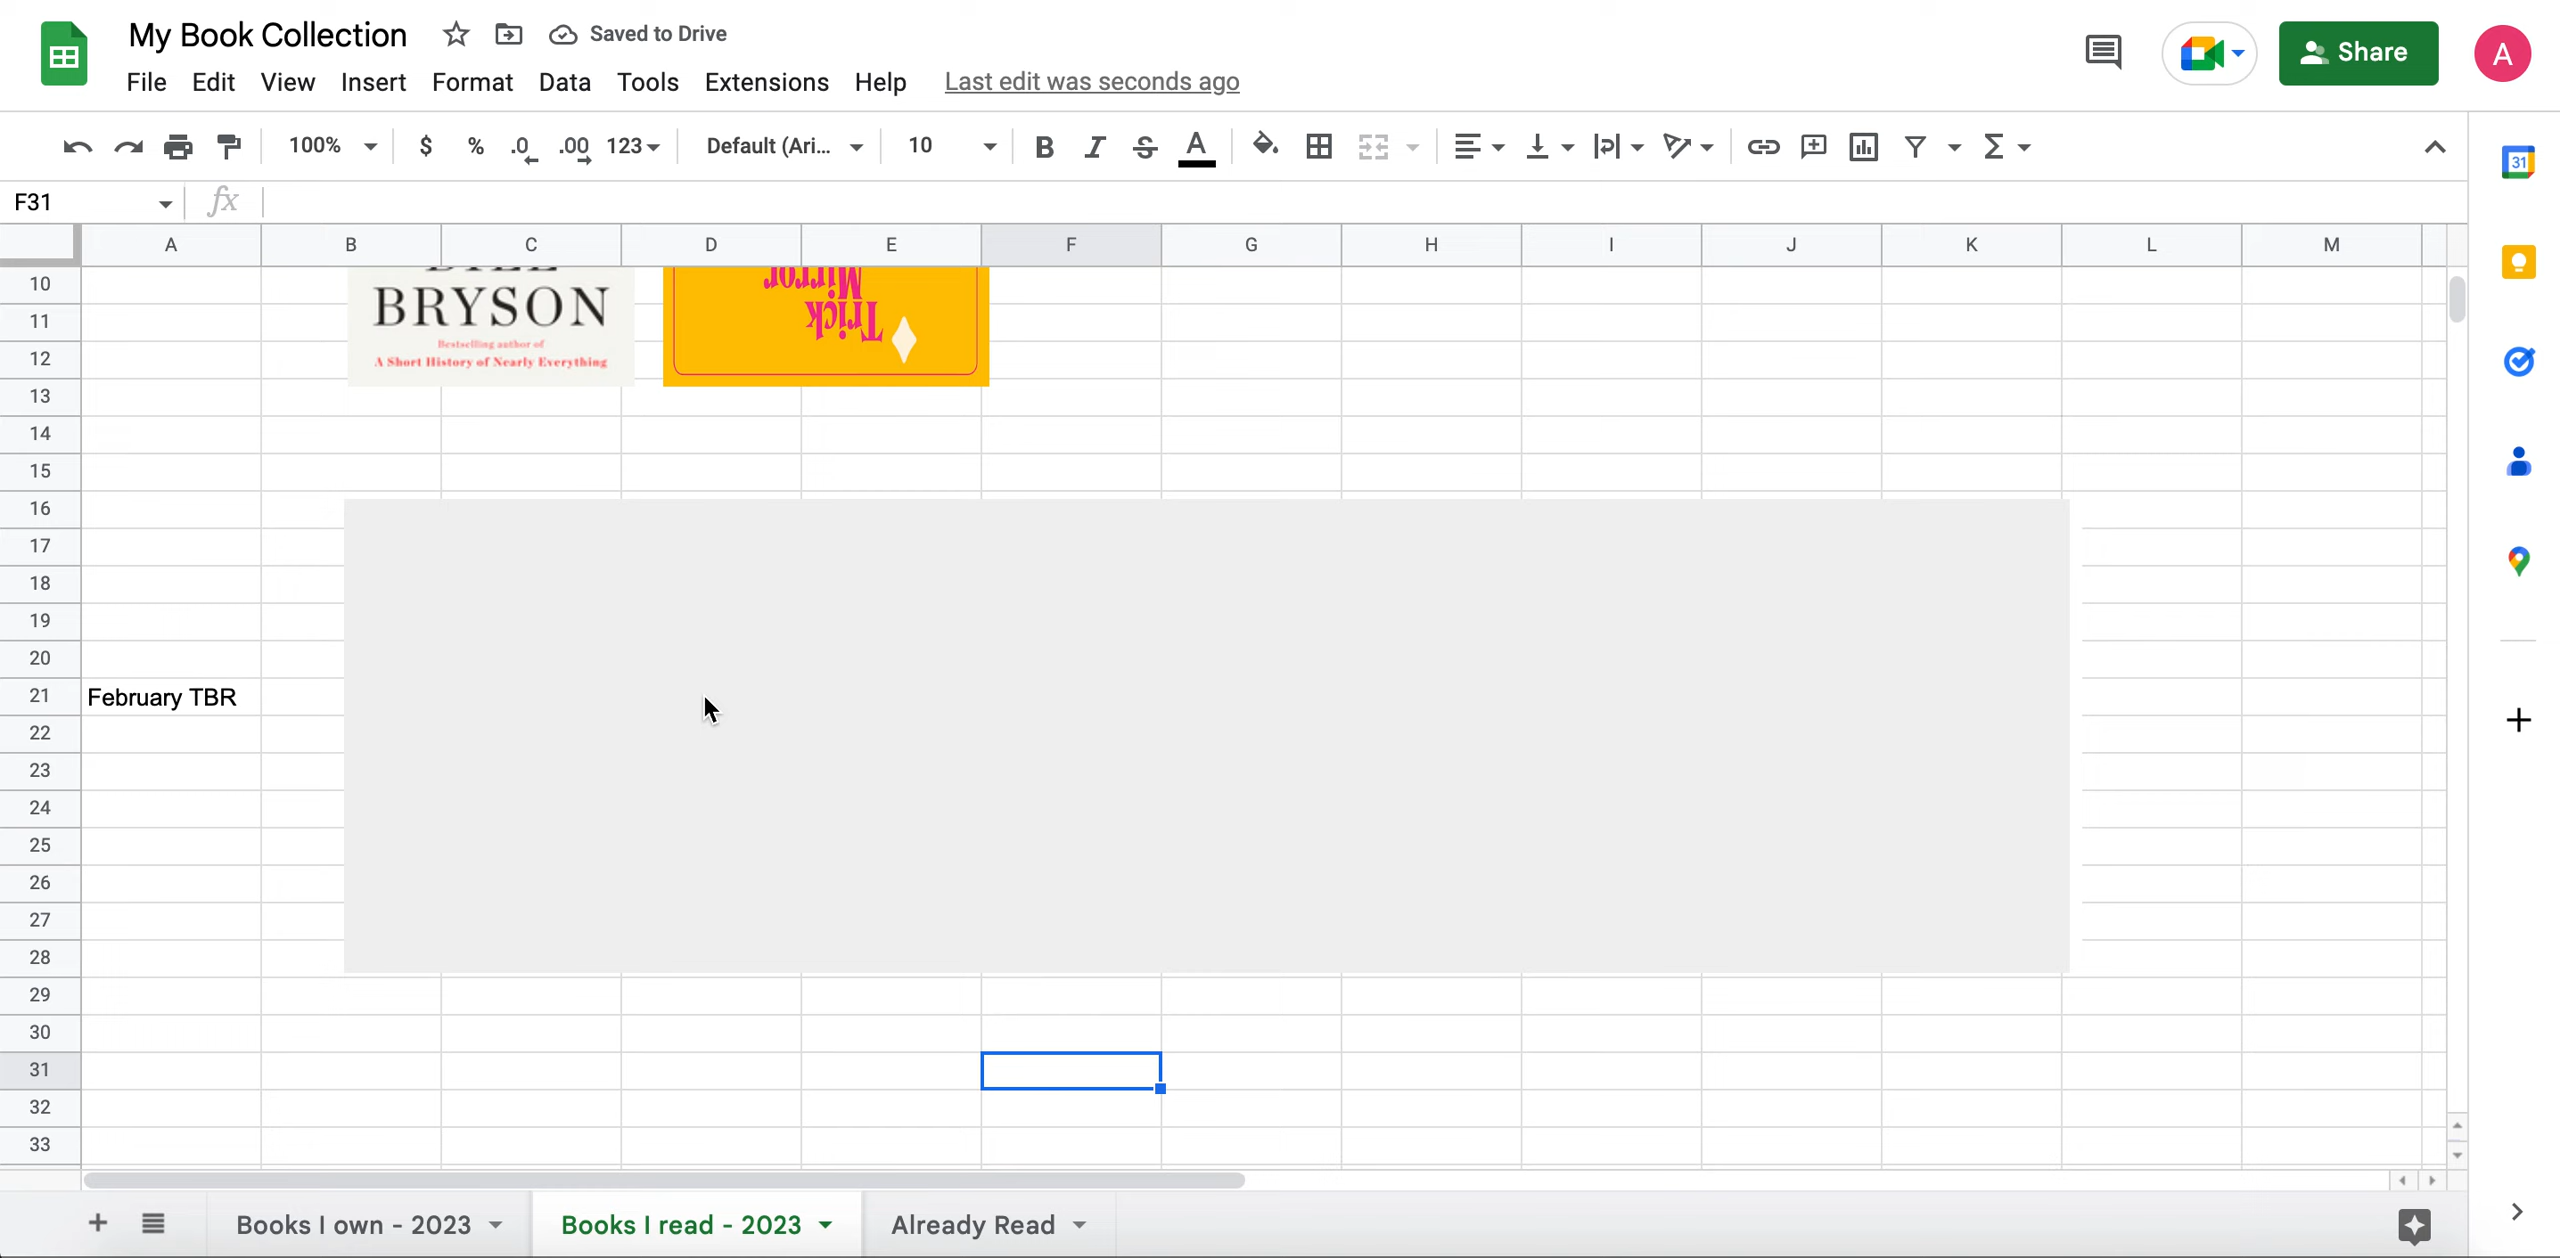 My Book Collection Saved to Drive
File Edit View Insert Format Data Tools Extensions Help Last edit was seconds ago
Share A
100% $ % .0 .00 123 Default (Ari... 10 B I S A
31
F31 fx
A B C D E F G H I J K L M
10
11
12
13
14
15
16
17
18
19
20
21
22
23
24
25
26
27
28
29
30
31
32
33
BRYSON
Bestselling author of
A Short History of Nearly Everything
Trick
Mirror
February TBR
Books I own - 2023 Books I read - 2023 Already Read